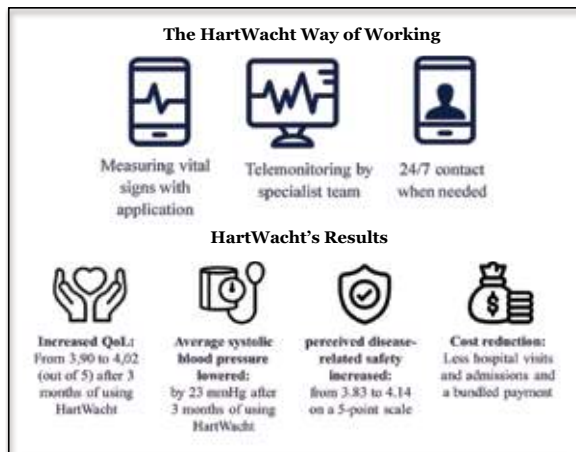 The HartWacht Way of Working
Measuring vital
signs with
application
Telemonitoring by
specialist team
24/7 contact
when needed
HartWacht's Results
Increased QoL:
From 3,90 to 4,02
(out of 5) after 3
months of using
HartWacht
Average systolic
blood pressure
lowered:
by 23 mmHg after
3 months of using
HartWacht
perceived disease-
related safety
increased:
from 3.83 to 4.14
on a 5-point scale
Cost reduction:
Less hospital visits
and admissions and
a bundled payment